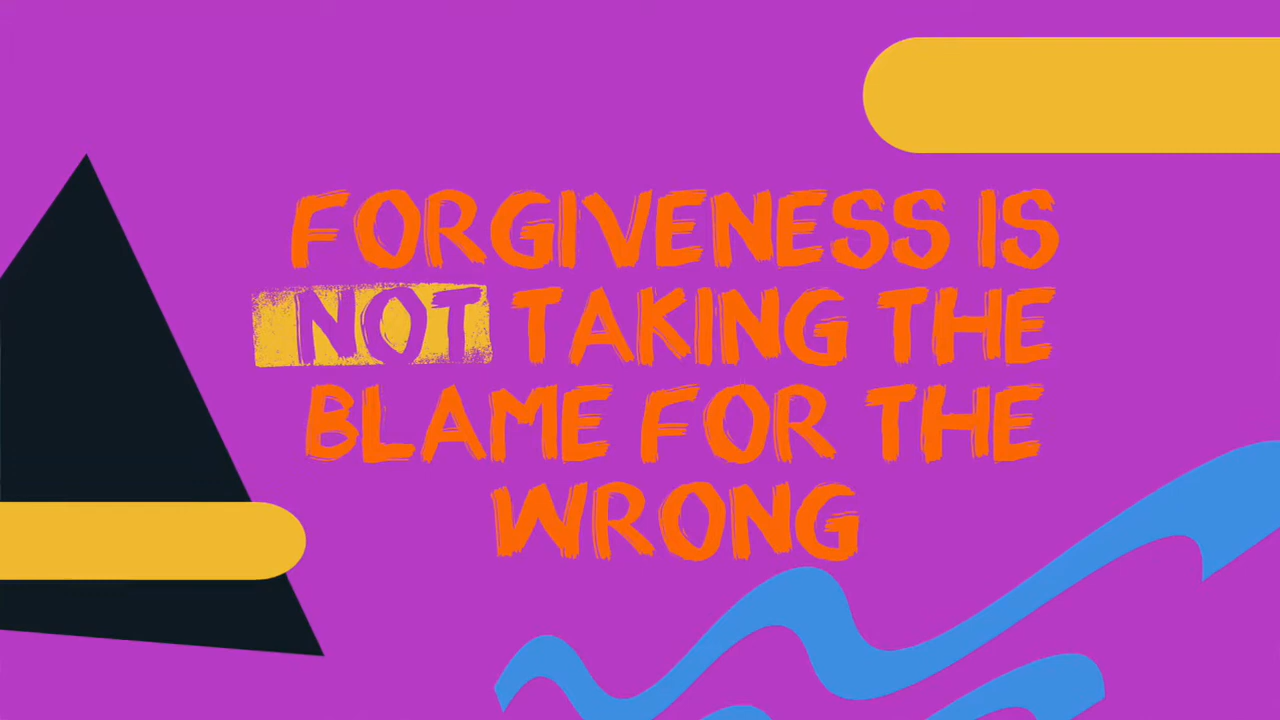 FORGIVENESS IS
NOT TAKING THE
BLAME FOR THE
WRONG